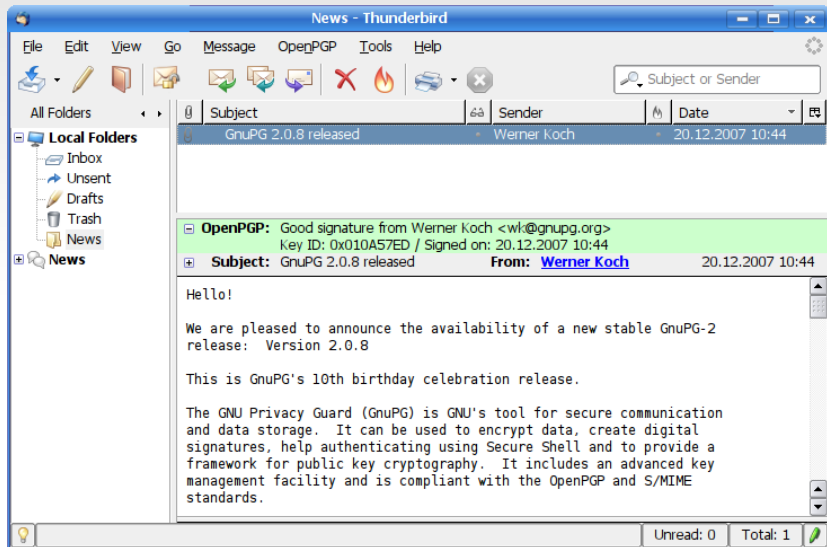 News - Thunderbird
File Edit View Go Message OpenPGP Tools Help
Subject or Sender
All Folders
Subject Sender Date
Local Folders
GnuPG 2.0.8 released Werner Koch 20.12.2007 10:44
Inbox
Unsent
Drafts
Trash
News
News
OpenPGP: Good signature from Werner Koch <wk@gnupg.org>
Key ID: 0x010A57ED / Signed on: 20.12.2007 10:44
Subject: GnuPG 2.0.8 released From: Werner Koch 20.12.2007 10:44
Hello!
We are pleased to announce the availability of a new stable GnuPG-2
release: Version 2.0.8
This is GnuPG's 10th birthday celebration release.
The GNU Privacy Guard (GnuPG) is GNU's tool for secure communication
and data storage. It can be used to encrypt data, create digital
signatures, help authenticating using Secure Shell and to provide a
framework for public key cryptography. It includes an advanced key
management facility and is compliant with the OpenPGP and S/MIME
standards.
Unread: 0 Total: 1